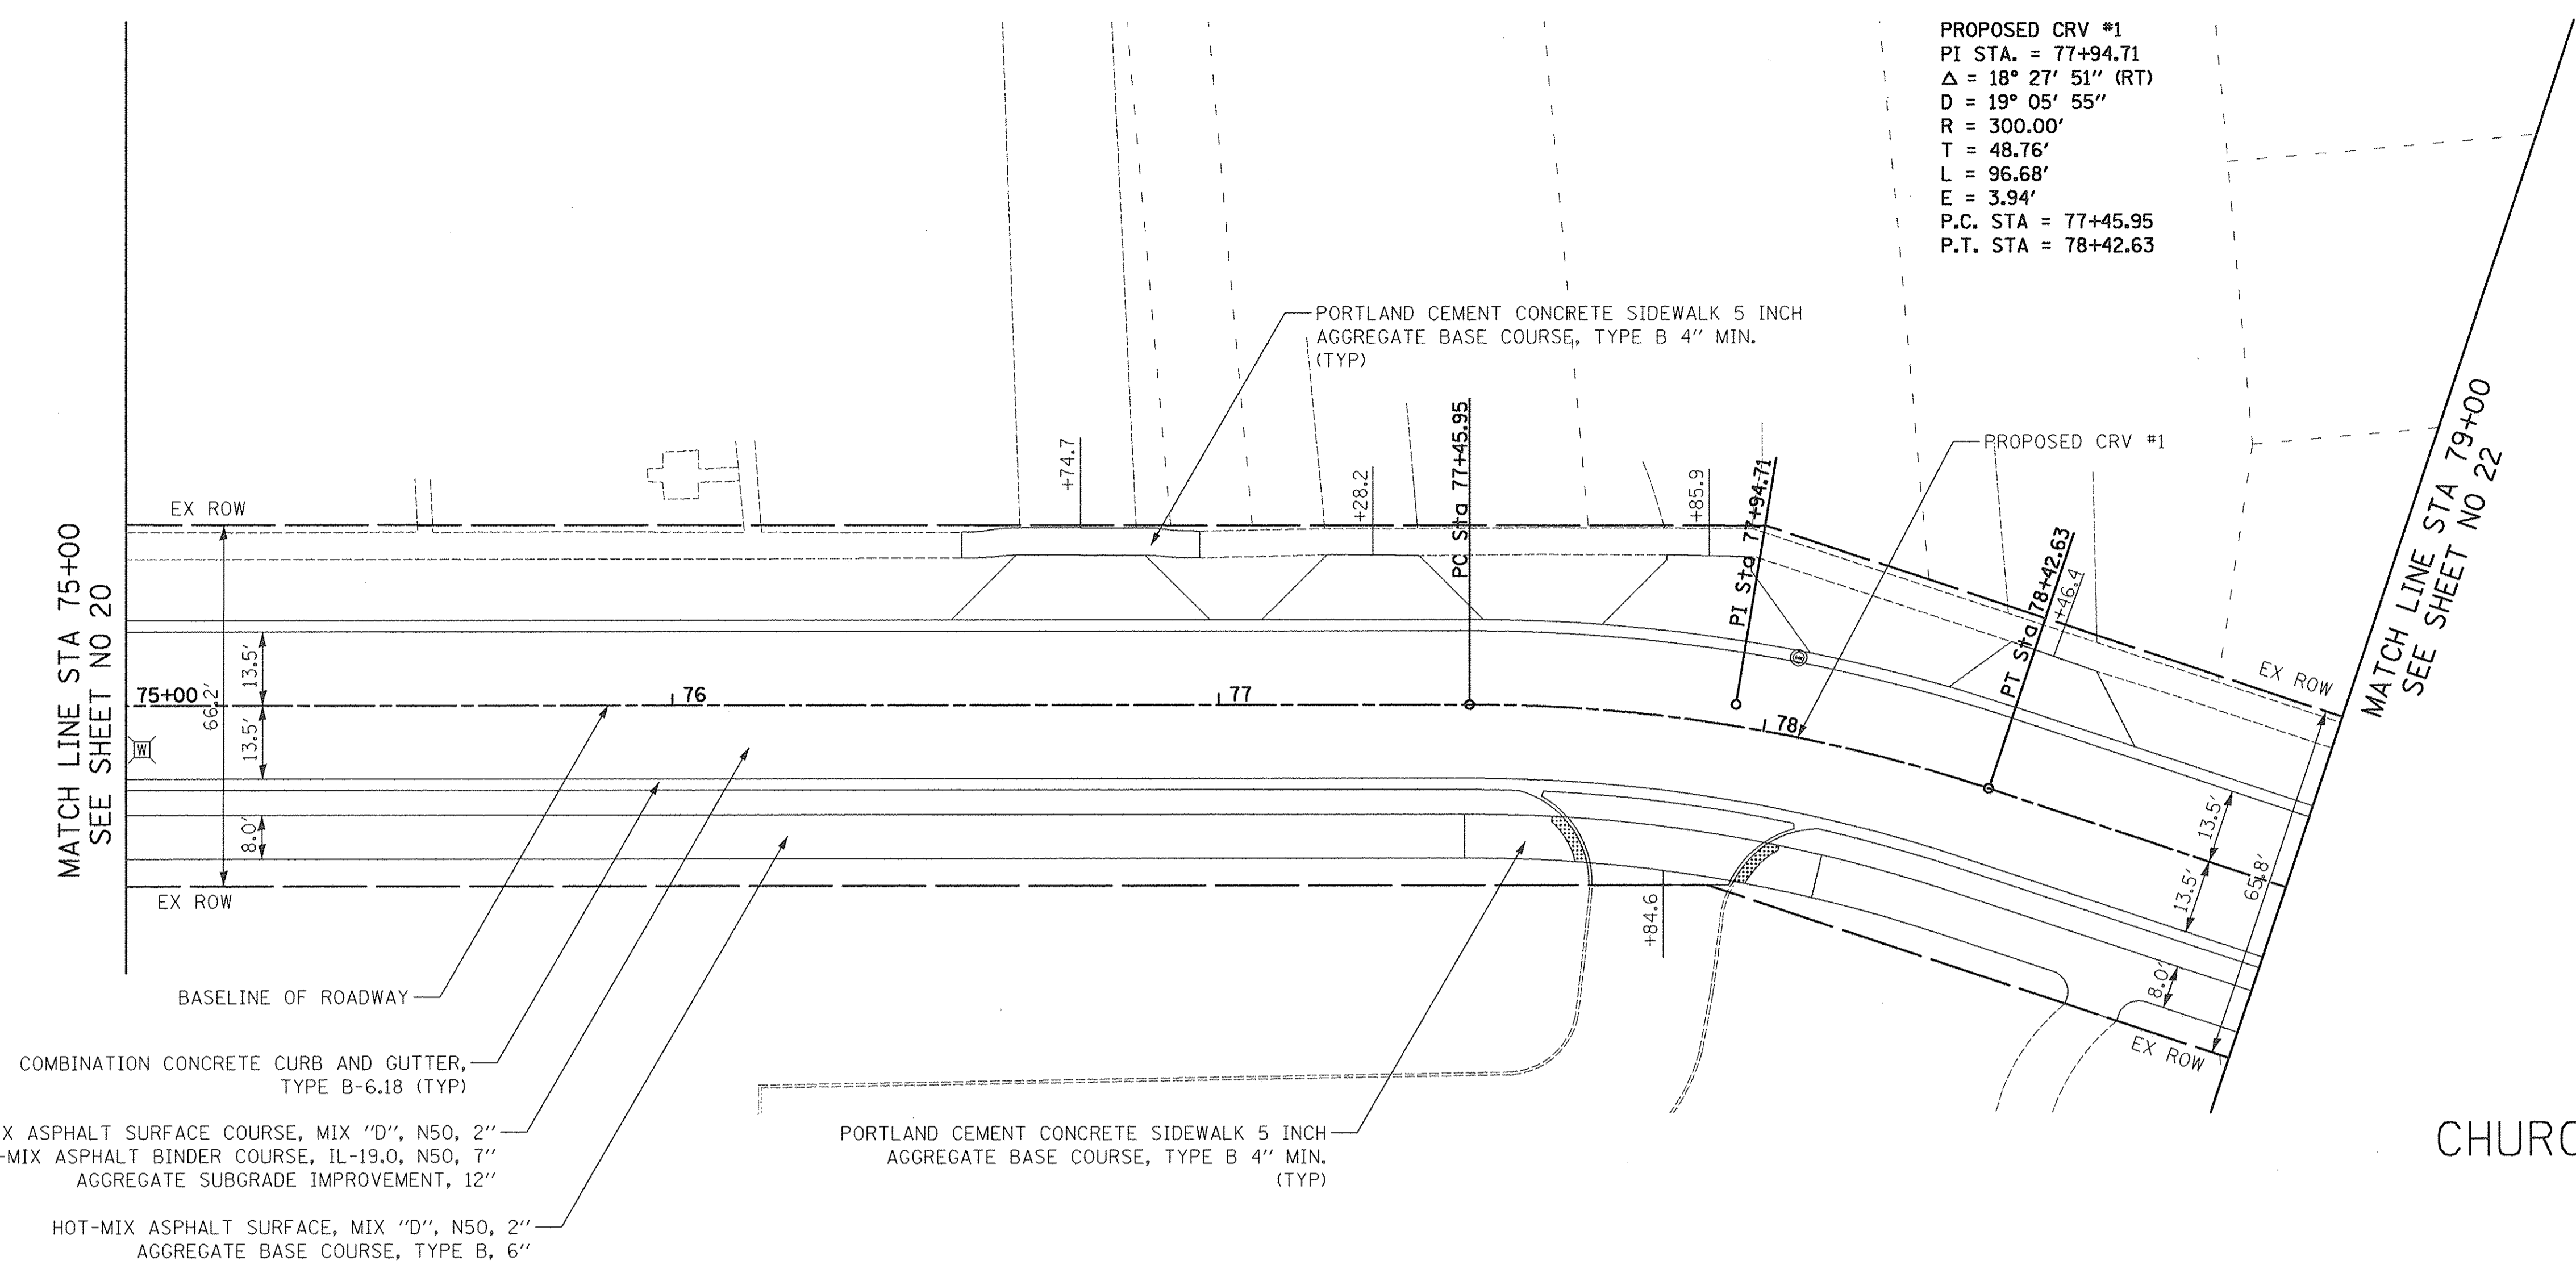 PROPOSED CRV #1
PI STA. = 77+94.71
Δ = 18° 27' 51" (RT)
D = 19° 05' 55"
R = 300.00'
T = 48.76'
L = 96.68'
E = 3.94'
P.C. STA = 77+45.95
P.T. STA = 78+42.63
PORTLAND CEMENT CONCRETE SIDEWALK 5 INCH
AGGREGATE BASE COURSE, TYPE B 4" MIN.
(TYP)
PROPOSED CRV #1
MATCH LINE STA 75+00
SEE SHEET NO 20
EX ROW
+74.7
+28.2
PC Sta 77+45.95
+85.9
PI Sta 77+94.71
PT Sta 78+42.63
+46.4
MATCH LINE STA 79+00
SEE SHEET NO 22
EX ROW
13.5'
75+00
66.2'
76
77
78
13.5'
W
8.0'
EX ROW
+84.6
13.5'
13.5'
65.8'
8.0'
EX ROW
BASELINE OF ROADWAY
COMBINATION CONCRETE CURB AND GUTTER,
TYPE B-6.18 (TYP)
X ASPHALT SURFACE COURSE, MIX "D", N50, 2"
-MIX ASPHALT BINDER COURSE, IL-19.0, N50, 7"
AGGREGATE SUBGRADE IMPROVEMENT, 12"
HOT-MIX ASPHALT SURFACE, MIX "D", N50, 2"
AGGREGATE BASE COURSE, TYPE B, 6"
PORTLAND CEMENT CONCRETE SIDEWALK 5 INCH
AGGREGATE BASE COURSE, TYPE B 4" MIN.
(TYP)
CHURC